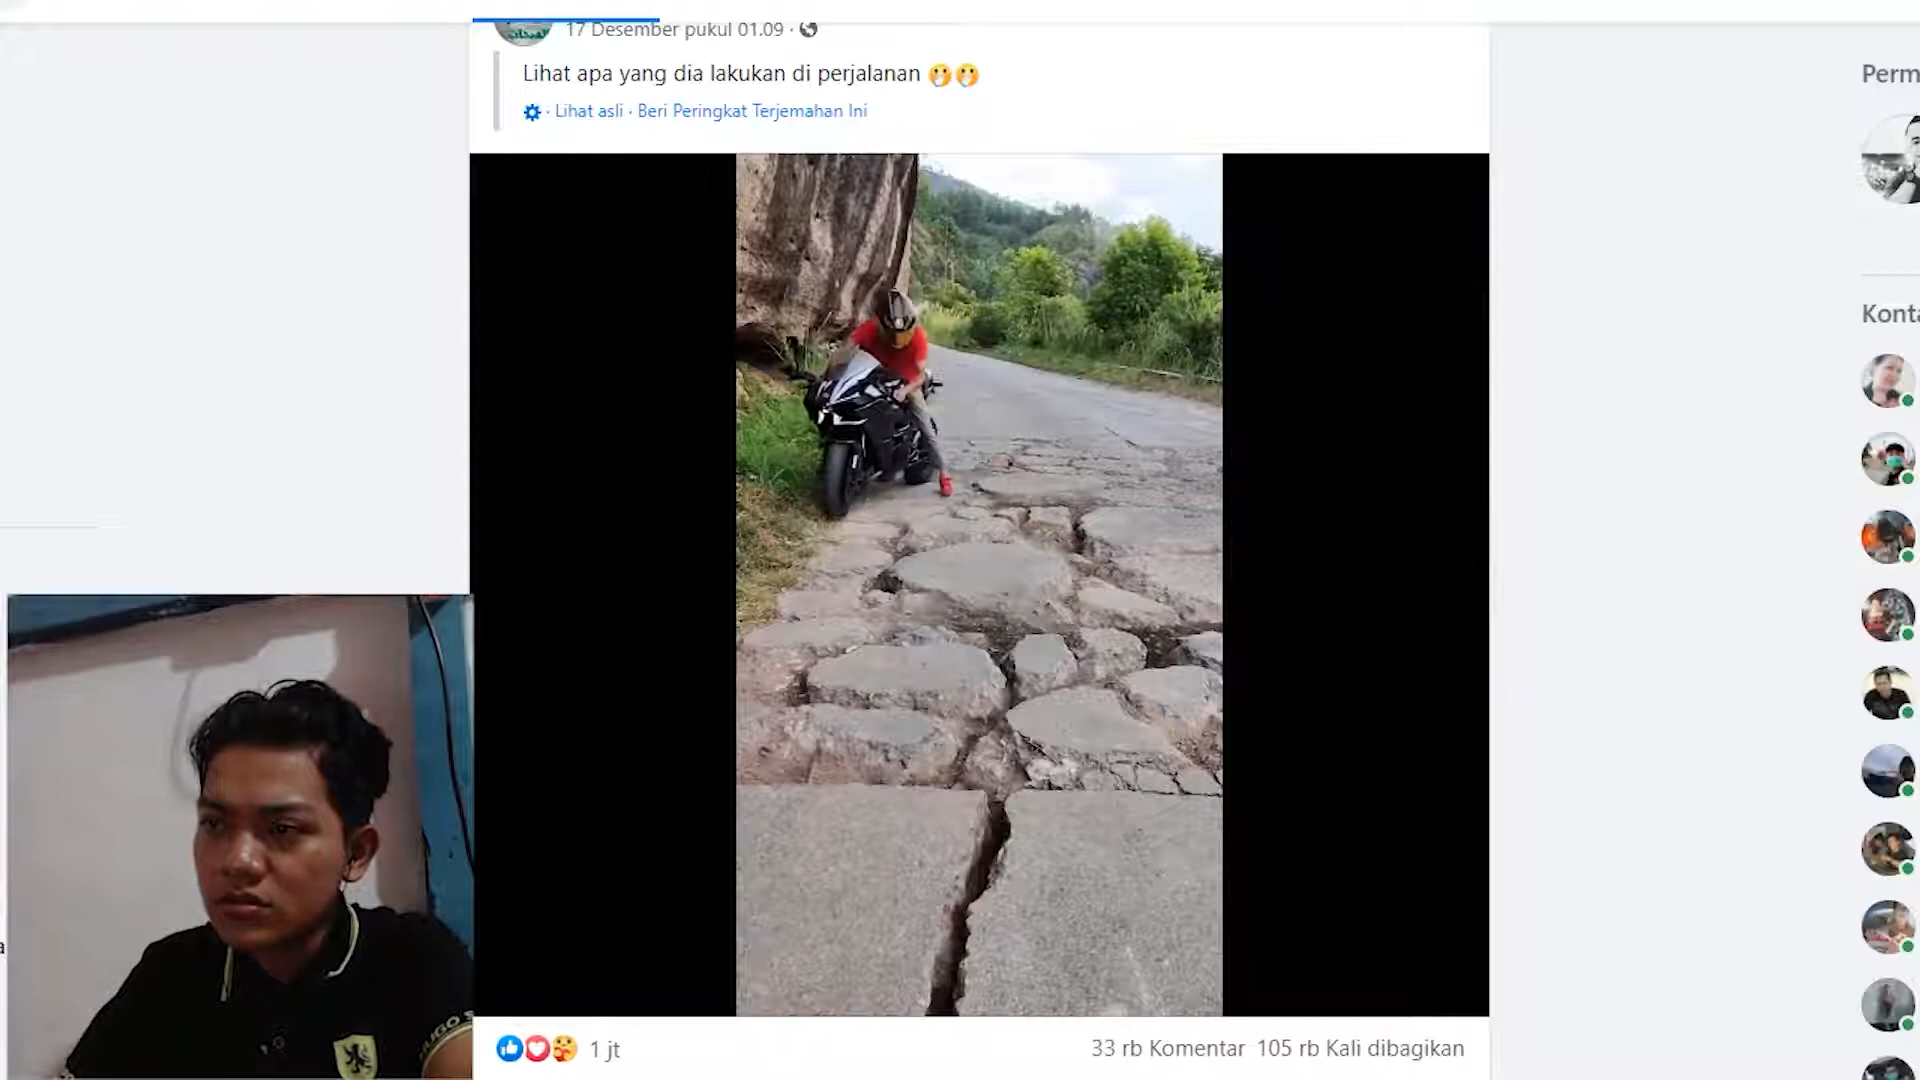 17 Desember pukul 01.09 ·
Lihat apa yang dia lakukan di perjalanan 🫢🫢
· Lihat asli · Beri Peringkat Terjemahan Ini
Perm
Konta
a
1 jt
33 rb Komentar 105 rb Kali dibagikan